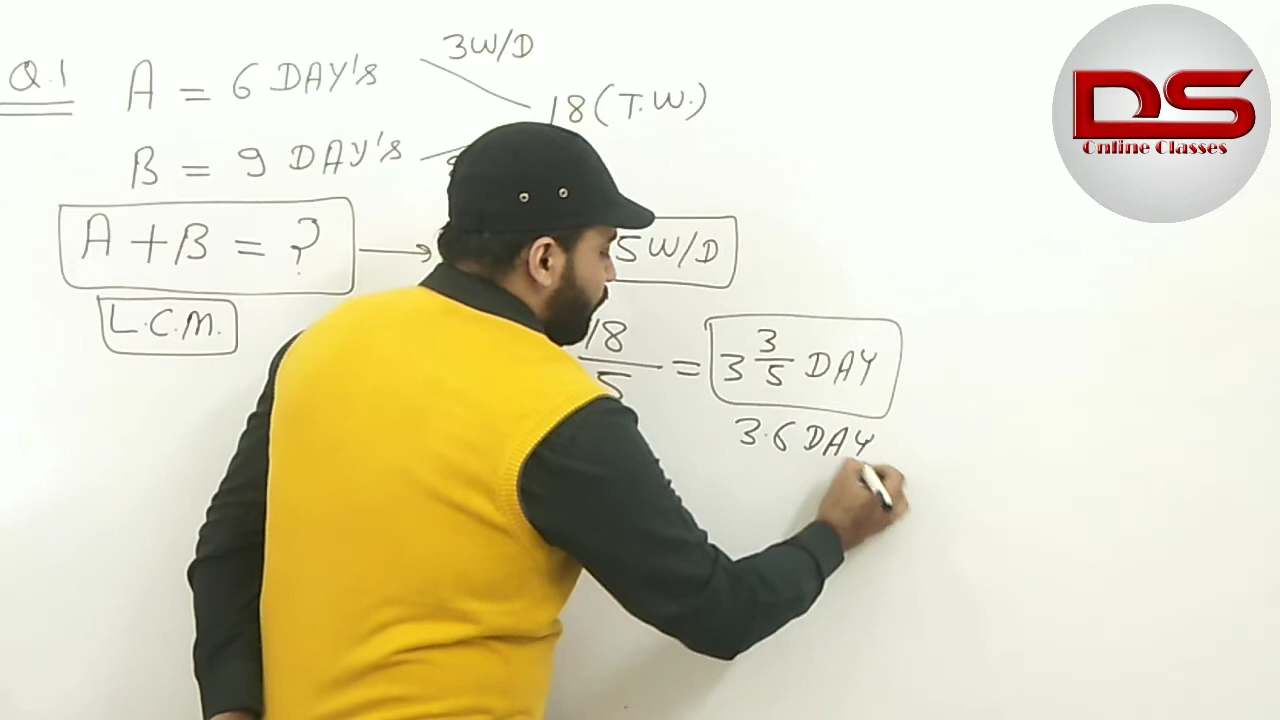 Q.1 A = 6 DAY'S 3W/D
18 (T.W.)
B = 9 DAY'S
A + B = ? → 5W/D
L.C.M.
18/5 = 3 3/5 DAY
3.6 DAY
DS
Online Classes